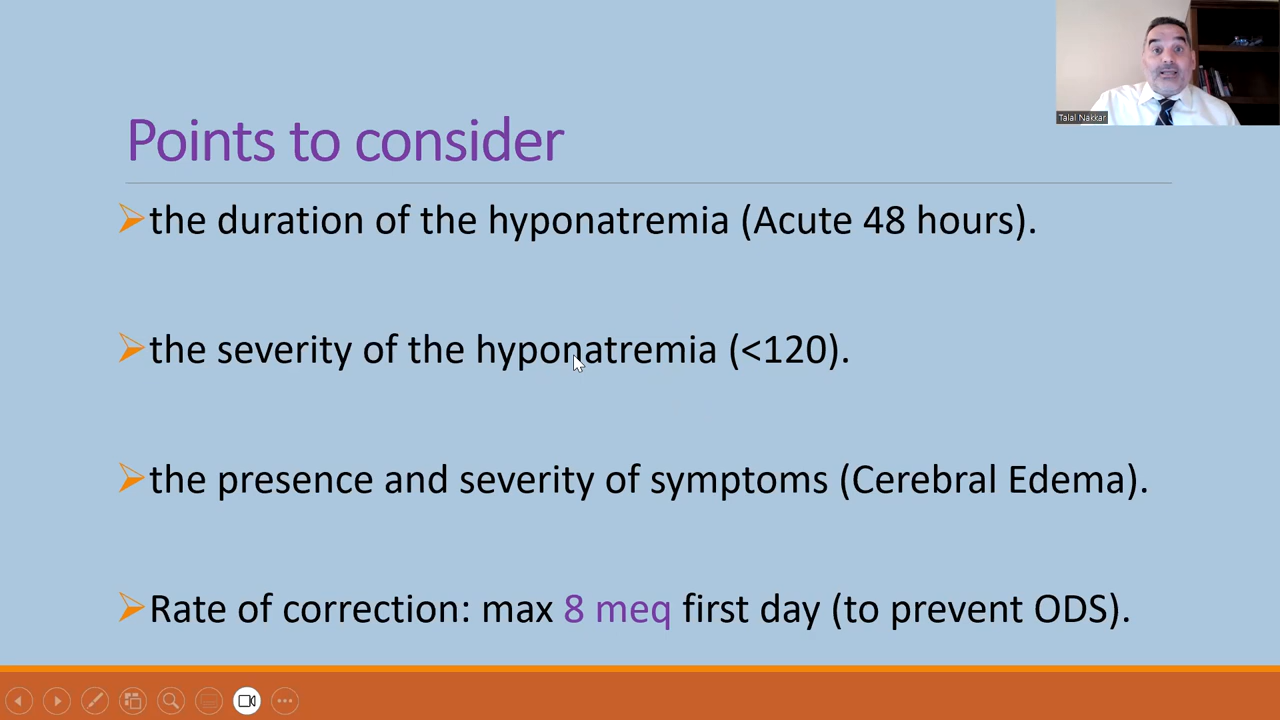 Talal Nakkar
Points to consider
the duration of the hyponatremia (Acute 48 hours).
the severity of the hyponatremia (<120).
the presence and severity of symptoms (Cerebral Edema).
Rate of correction: max 8 meq first day (to prevent ODS).